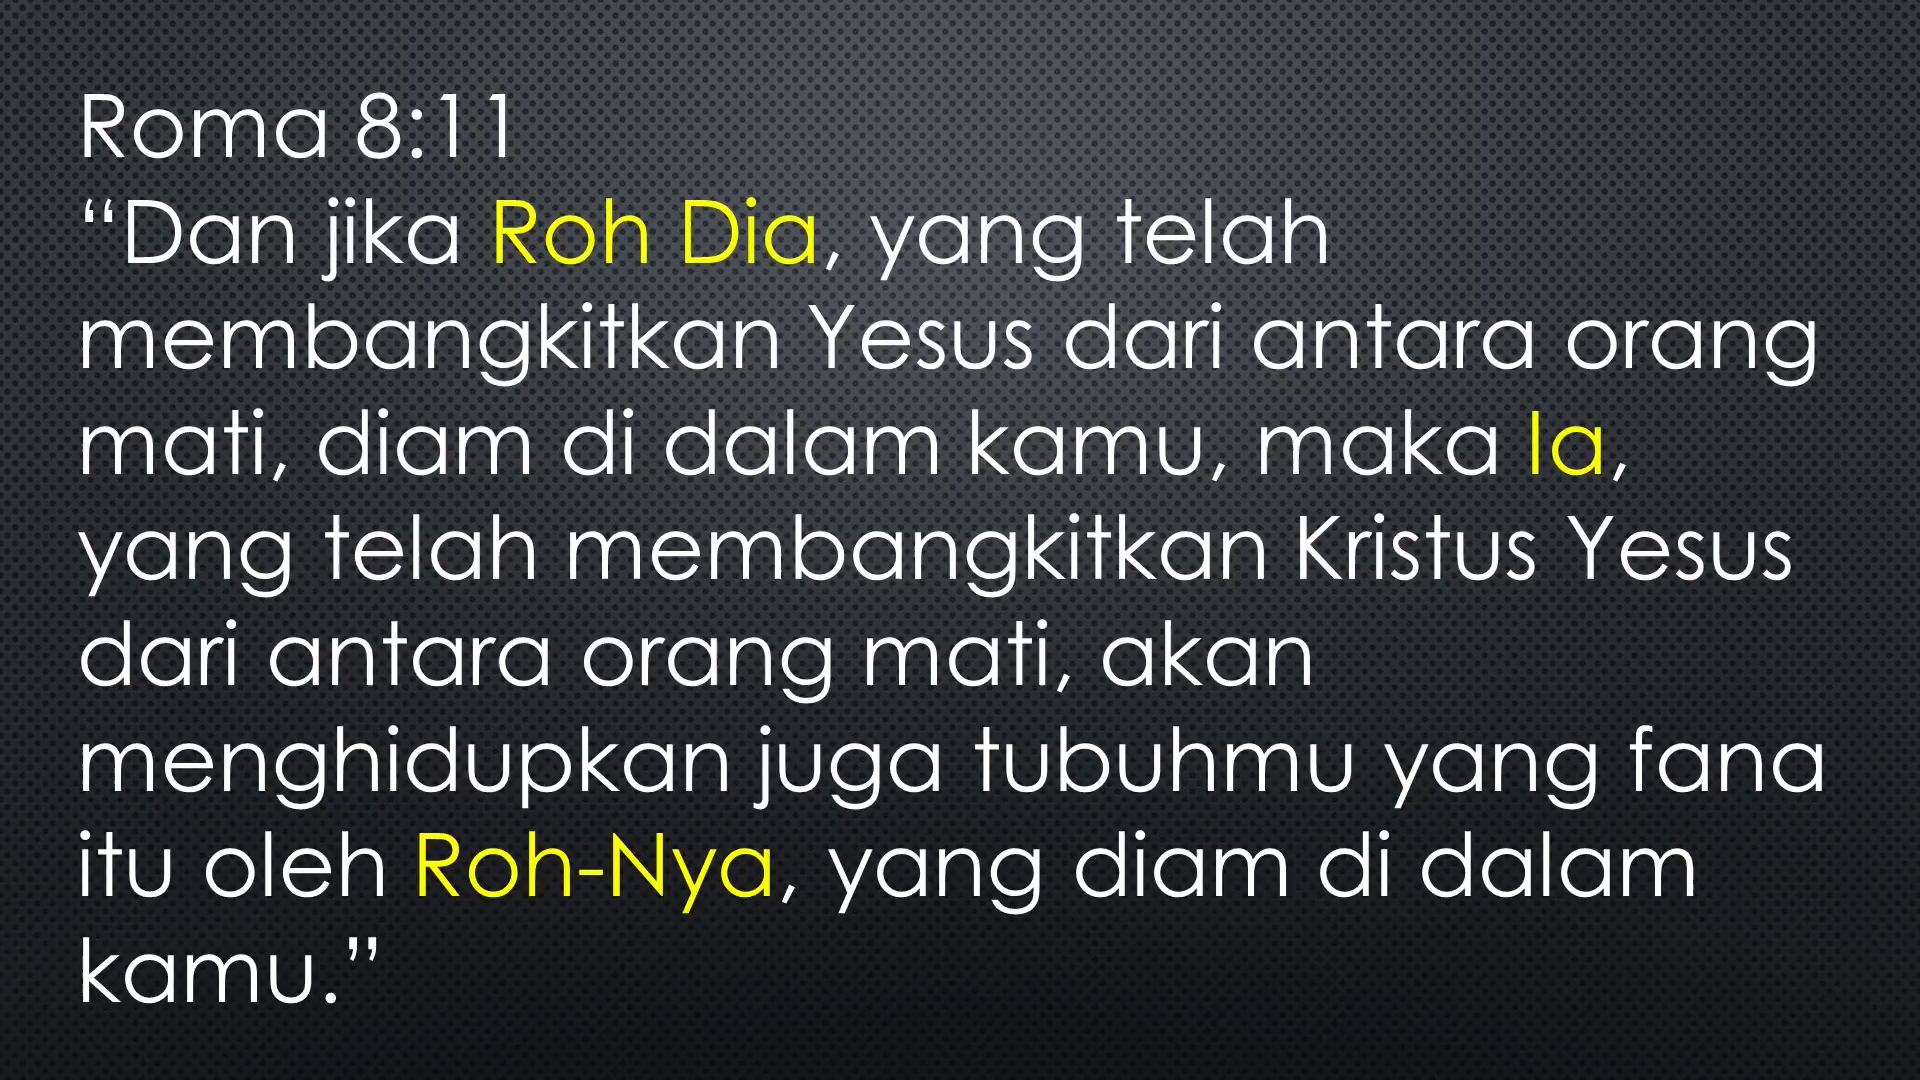 Roma 8:11
“Dan jika Roh Dia, yang telah
membangkitkan Yesus dari antara orang
mati, diam di dalam kamu, maka Ia,
yang telah membangkitkan Kristus Yesus
dari antara orang mati, akan
menghidupkan juga tubuhmu yang fana
itu oleh Roh-Nya, yang diam di dalam
kamu.”